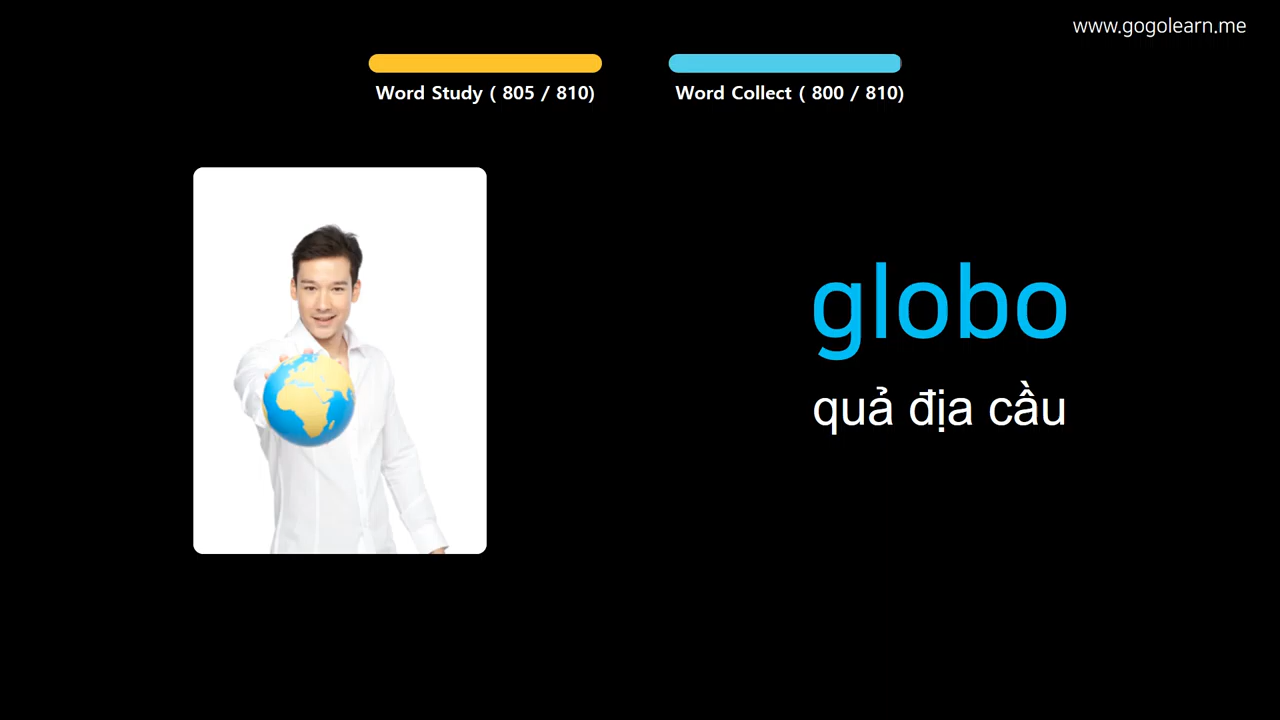 www.gogolearn.me
Word Study ( 805 / 810)
Word Collect ( 800 / 810)
globo
quả địa cầu